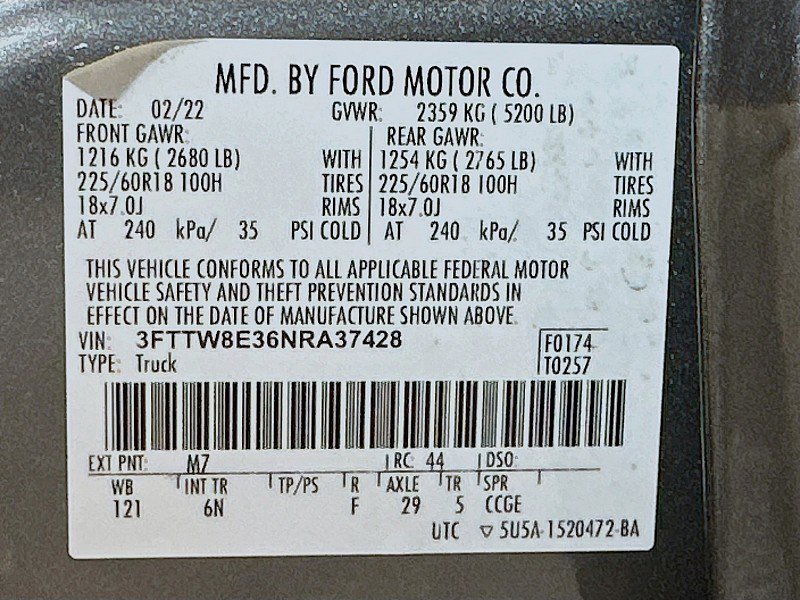 MFD. BY FORD MOTOR CO.
DATE: 02/22 GVWR: 2359 KG ( 5200 LB)
FRONT GAWR: REAR GAWR:
1216 KG ( 2680 LB) WITH 1254 KG ( 2765 LB) WITH
225/60R18 100H TIRES 225/60R18 100H TIRES
18x7.0J RIMS 18x7.0J RIMS
AT 240 kPa/ 35 PSI COLD AT 240 kPa/ 35 PSI COLD
THIS VEHICLE CONFORMS TO ALL APPLICABLE FEDERAL MOTOR
VEHICLE SAFETY AND THEFT PREVENTION STANDARDS IN
EFFECT ON THE DATE OF MANUFACTURE SHOWN ABOVE.
VIN: 3FTTW8E36NRA37428 F0174
TYPE: Truck T0257
EXT PNT: M7 RC: 44 DSO:
WB INT TR TP/PS R AXLE TR SPR
121 6N F 29 5 CCGE
UTC ▽ 5U5A-1520472-BA